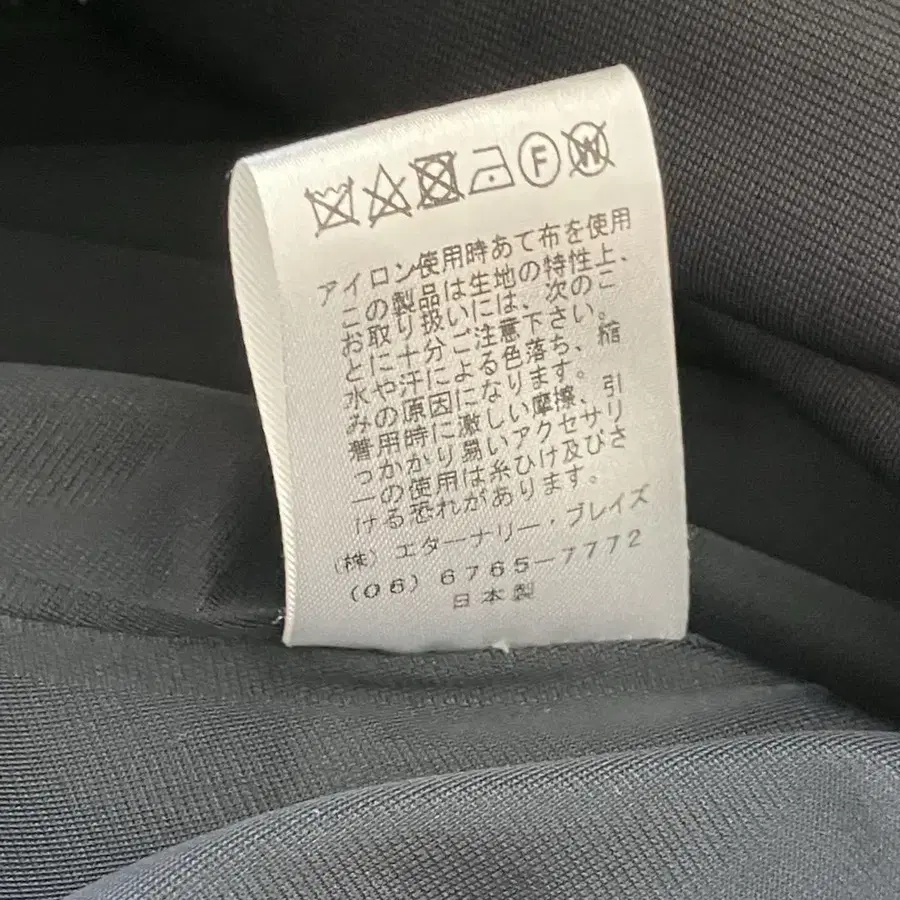 F W
アイロン使用時あて布を使用
この製品は生地の特性上、
お取り扱いには、次のこ
とに十分ご注意下さい。
水や汗による色落ち、縮
みの原因になります。
着用時に激しい摩擦、引
っかかり易いアクセサリ
ーの使用は糸ひけ及びさ
ける恐れがあります。
(株) エターナリー・ブレイズ
(06) 6765-7772
日本製